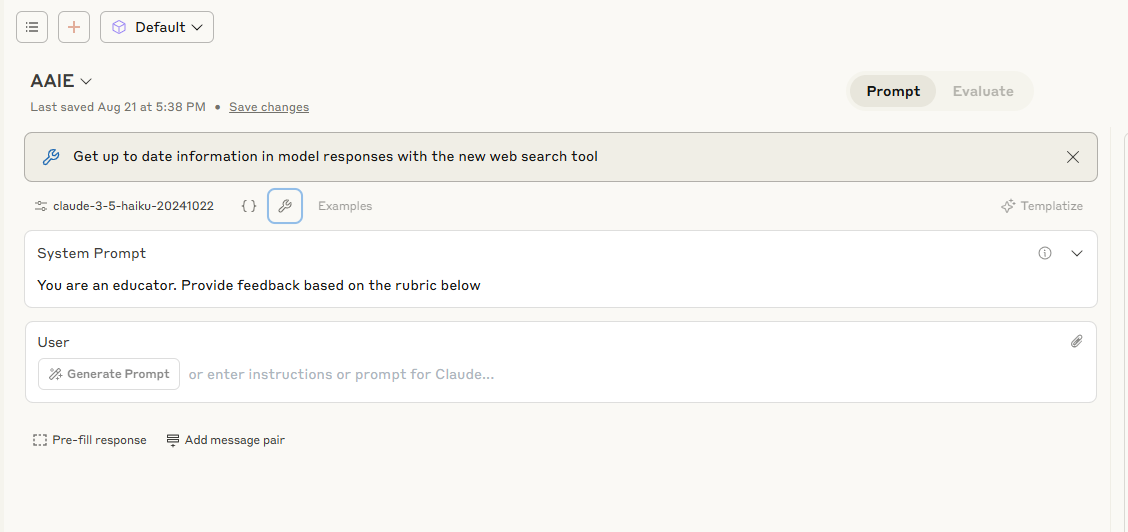 Default
AAIE
Last saved Aug 21 at 5:38 PM • Save changes
Prompt Evaluate
Get up to date information in model responses with the new web search tool
claude-3-5-haiku-20241022 {} Examples Templatize
System Prompt
You are an educator. Provide feedback based on the rubric below
User
Generate Prompt or enter instructions or prompt for Claude...
Pre-fill response Add message pair